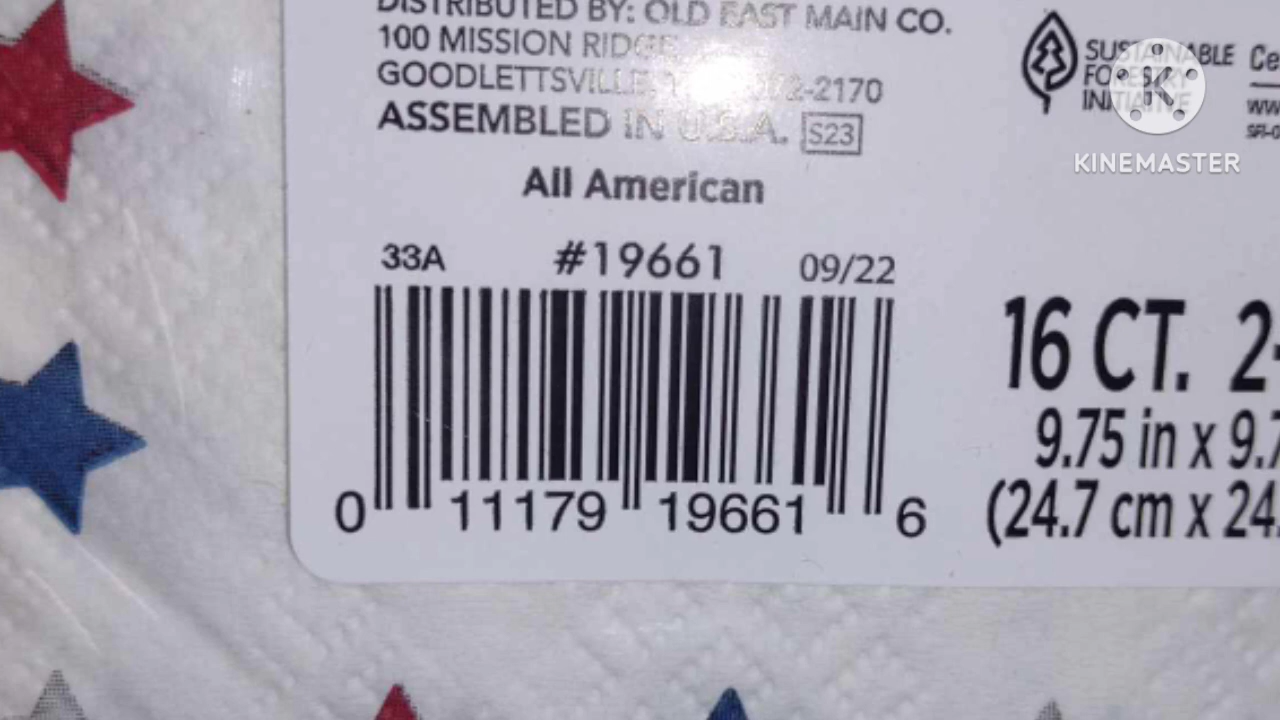 DISTRIBUTED BY: OLD EAST MAIN CO.
100 MISSION RIDGE
GOODLETTSVILLE 2-2170
ASSEMBLED IN U.S.A. S23
All American
33A #19661 09/22
0 11179 19661 6
SUSTAINABLE
FORESTRY
INITIATIVE
KINEMASTER
16 CT. 2-
9.75 in x 9.7
(24.7 cm x 24.